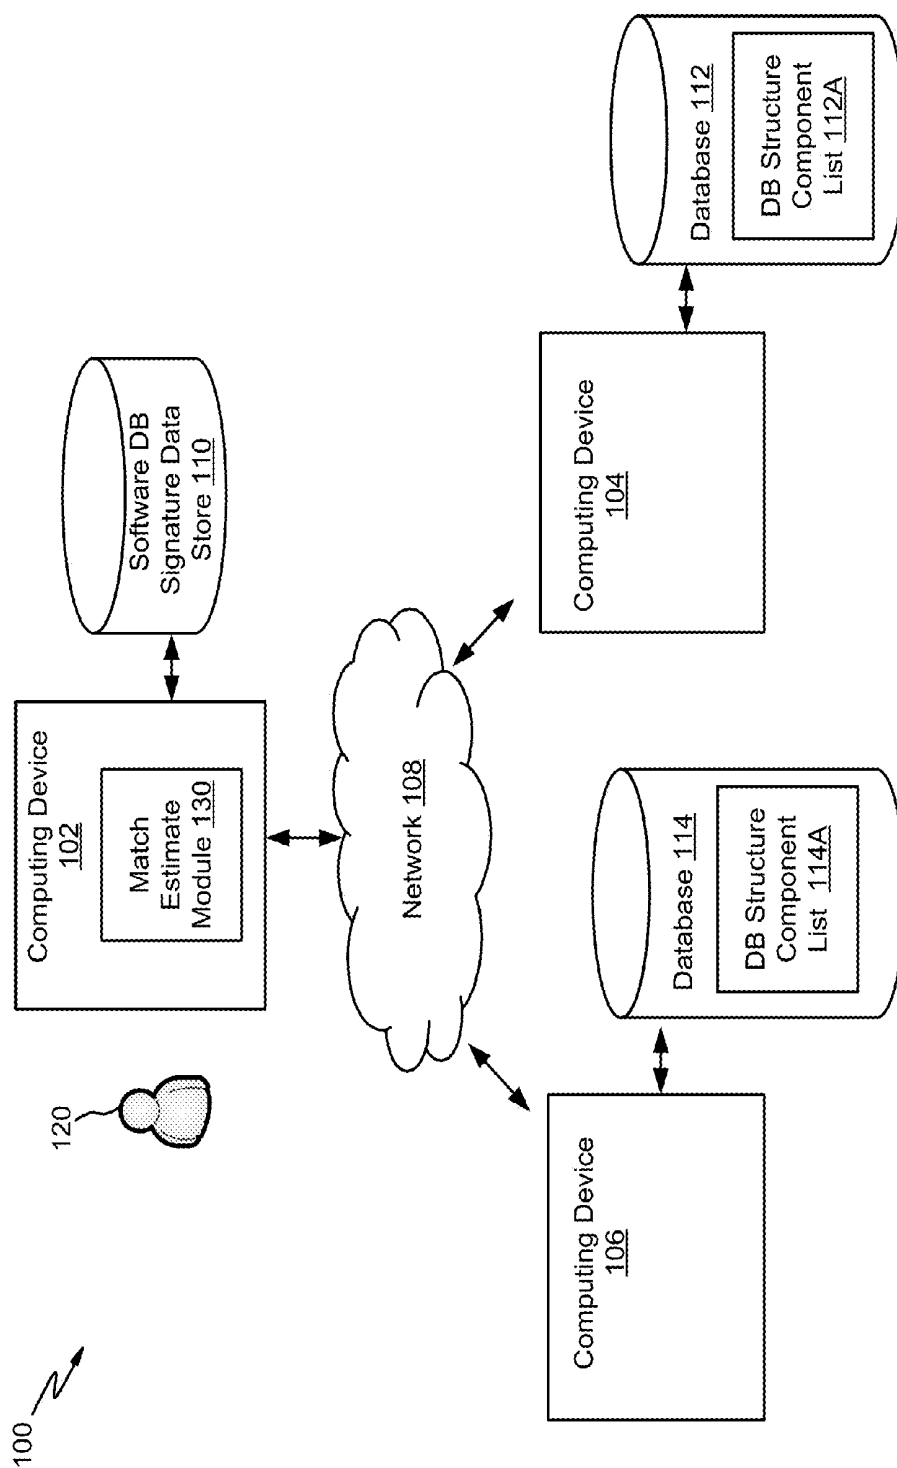 100
120
Computing Device
102
Match
Estimate
Module 130
Software DB
Signature Data
Store 110
Network 108
Computing Device
106
Database 114
DB Structure
Component
List 114A
Computing Device
104
Database 112
DB Structure
Component
List 112A